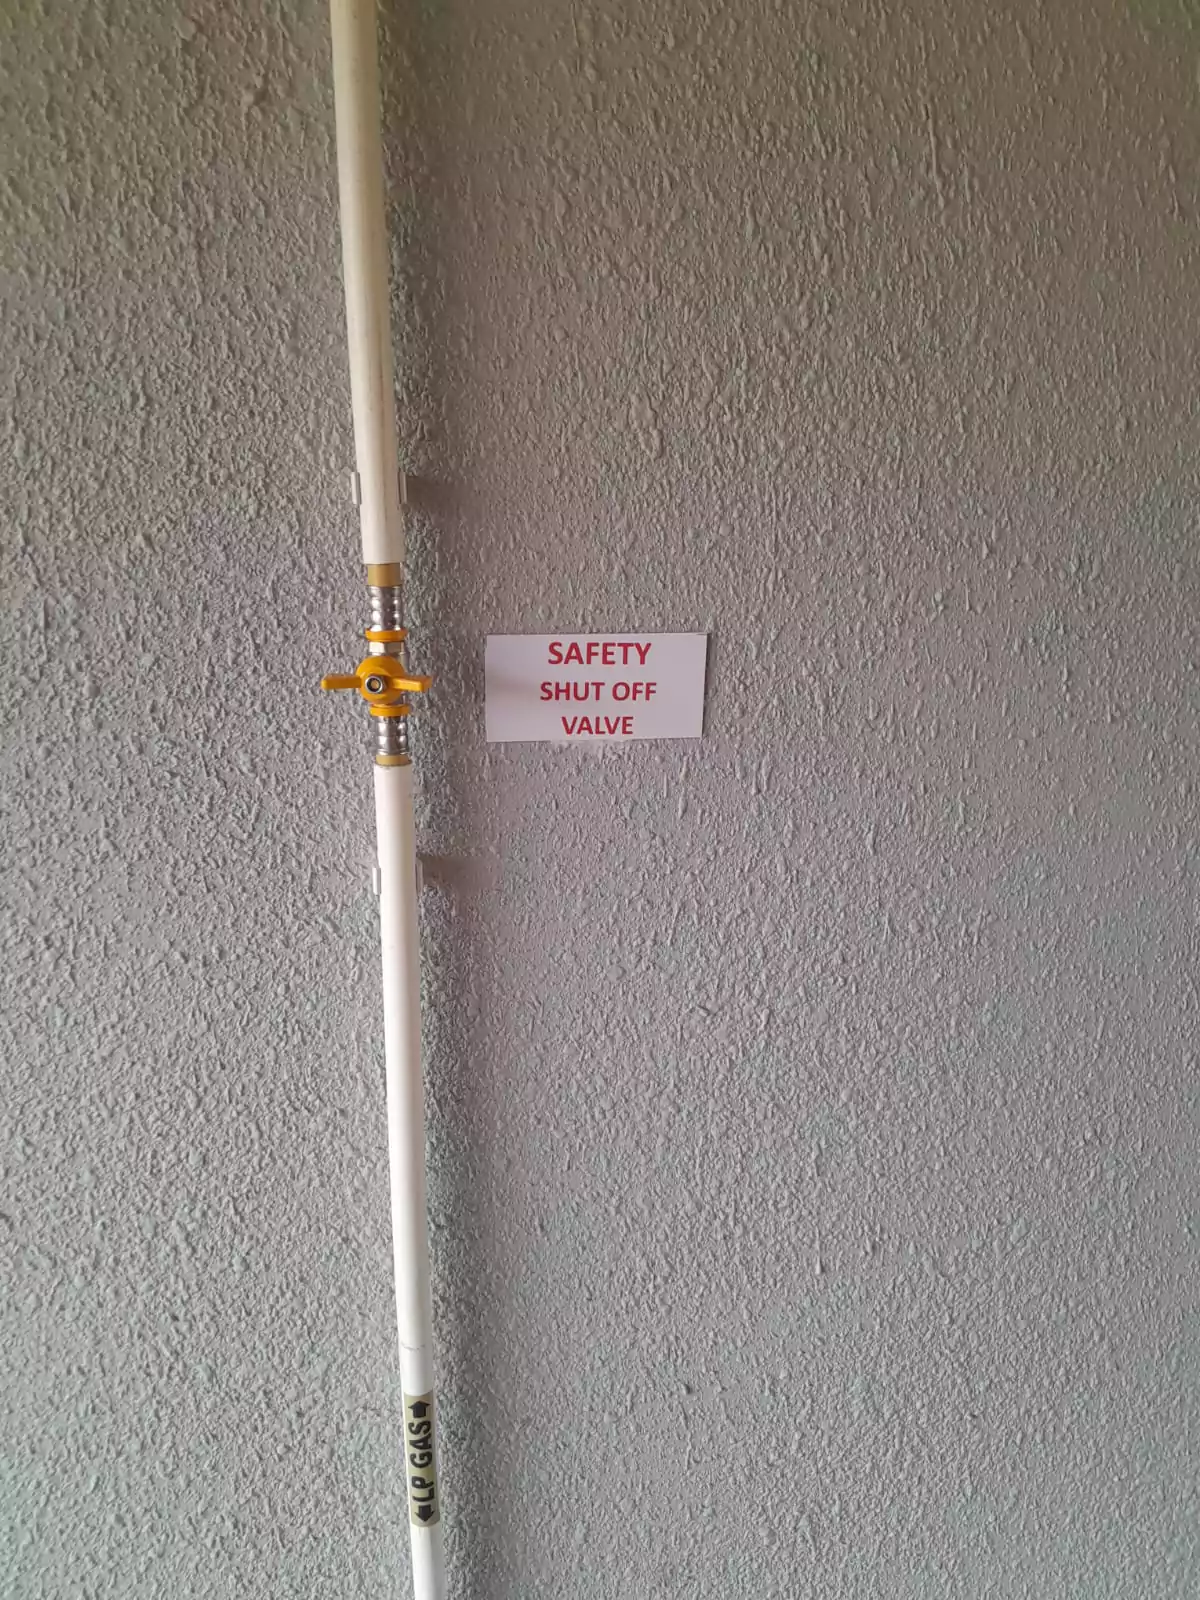 SAFETY
SHUT OFF
VALVE
LP GAS